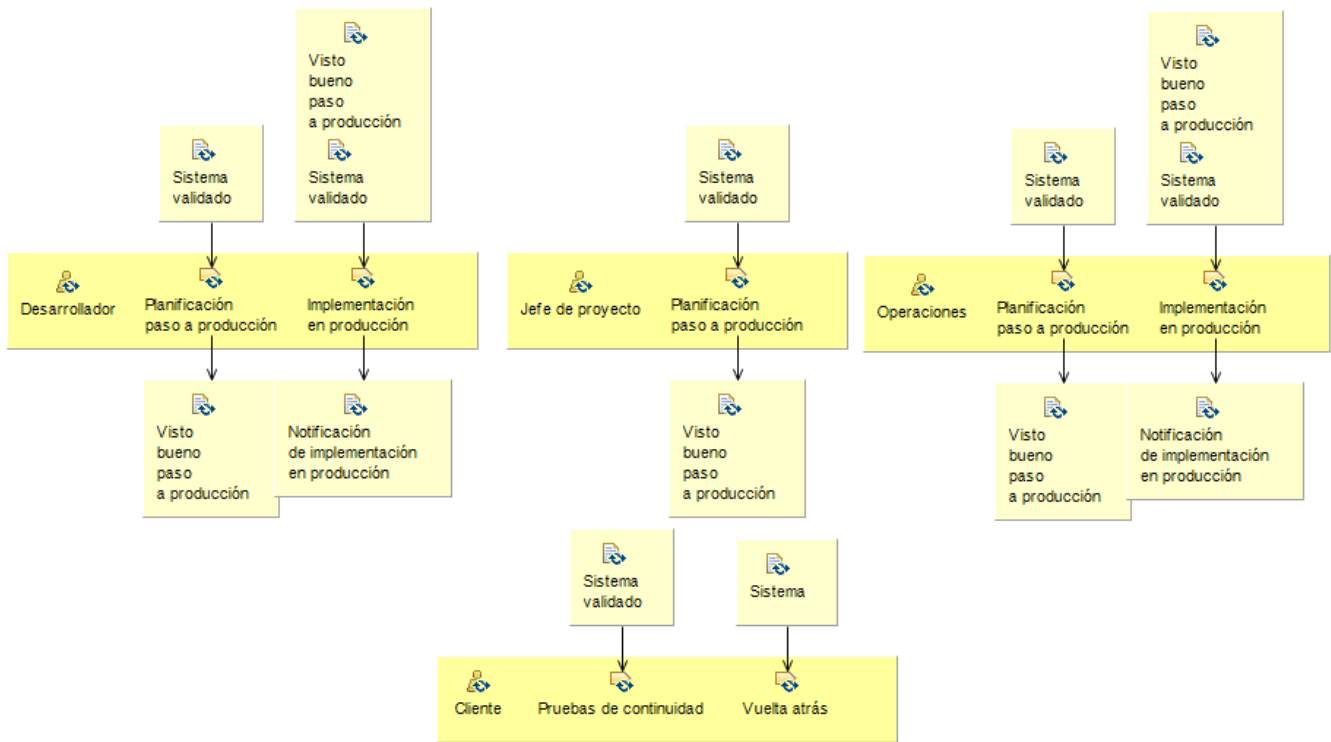 Visto
bueno
paso
a producción
Sistema
validado
Sistema
validado
Desarrollador
Planificación
paso a producción
Implementación
en producción
Visto
bueno
paso
a producción
Notificación
de implementación
en producción
Sistema
validado
Jefe de proyecto
Planificación
paso a producción
Visto
bueno
paso
a producción
Visto
bueno
paso
a producción
Sistema
validado
Sistema
validado
Operaciones
Planificación
paso a producción
Implementación
en producción
Visto
bueno
paso
a producción
Notificación
de implementación
en producción
Sistema
validado
Sistema
Cliente
Pruebas de continuidad
Vuelta atrás